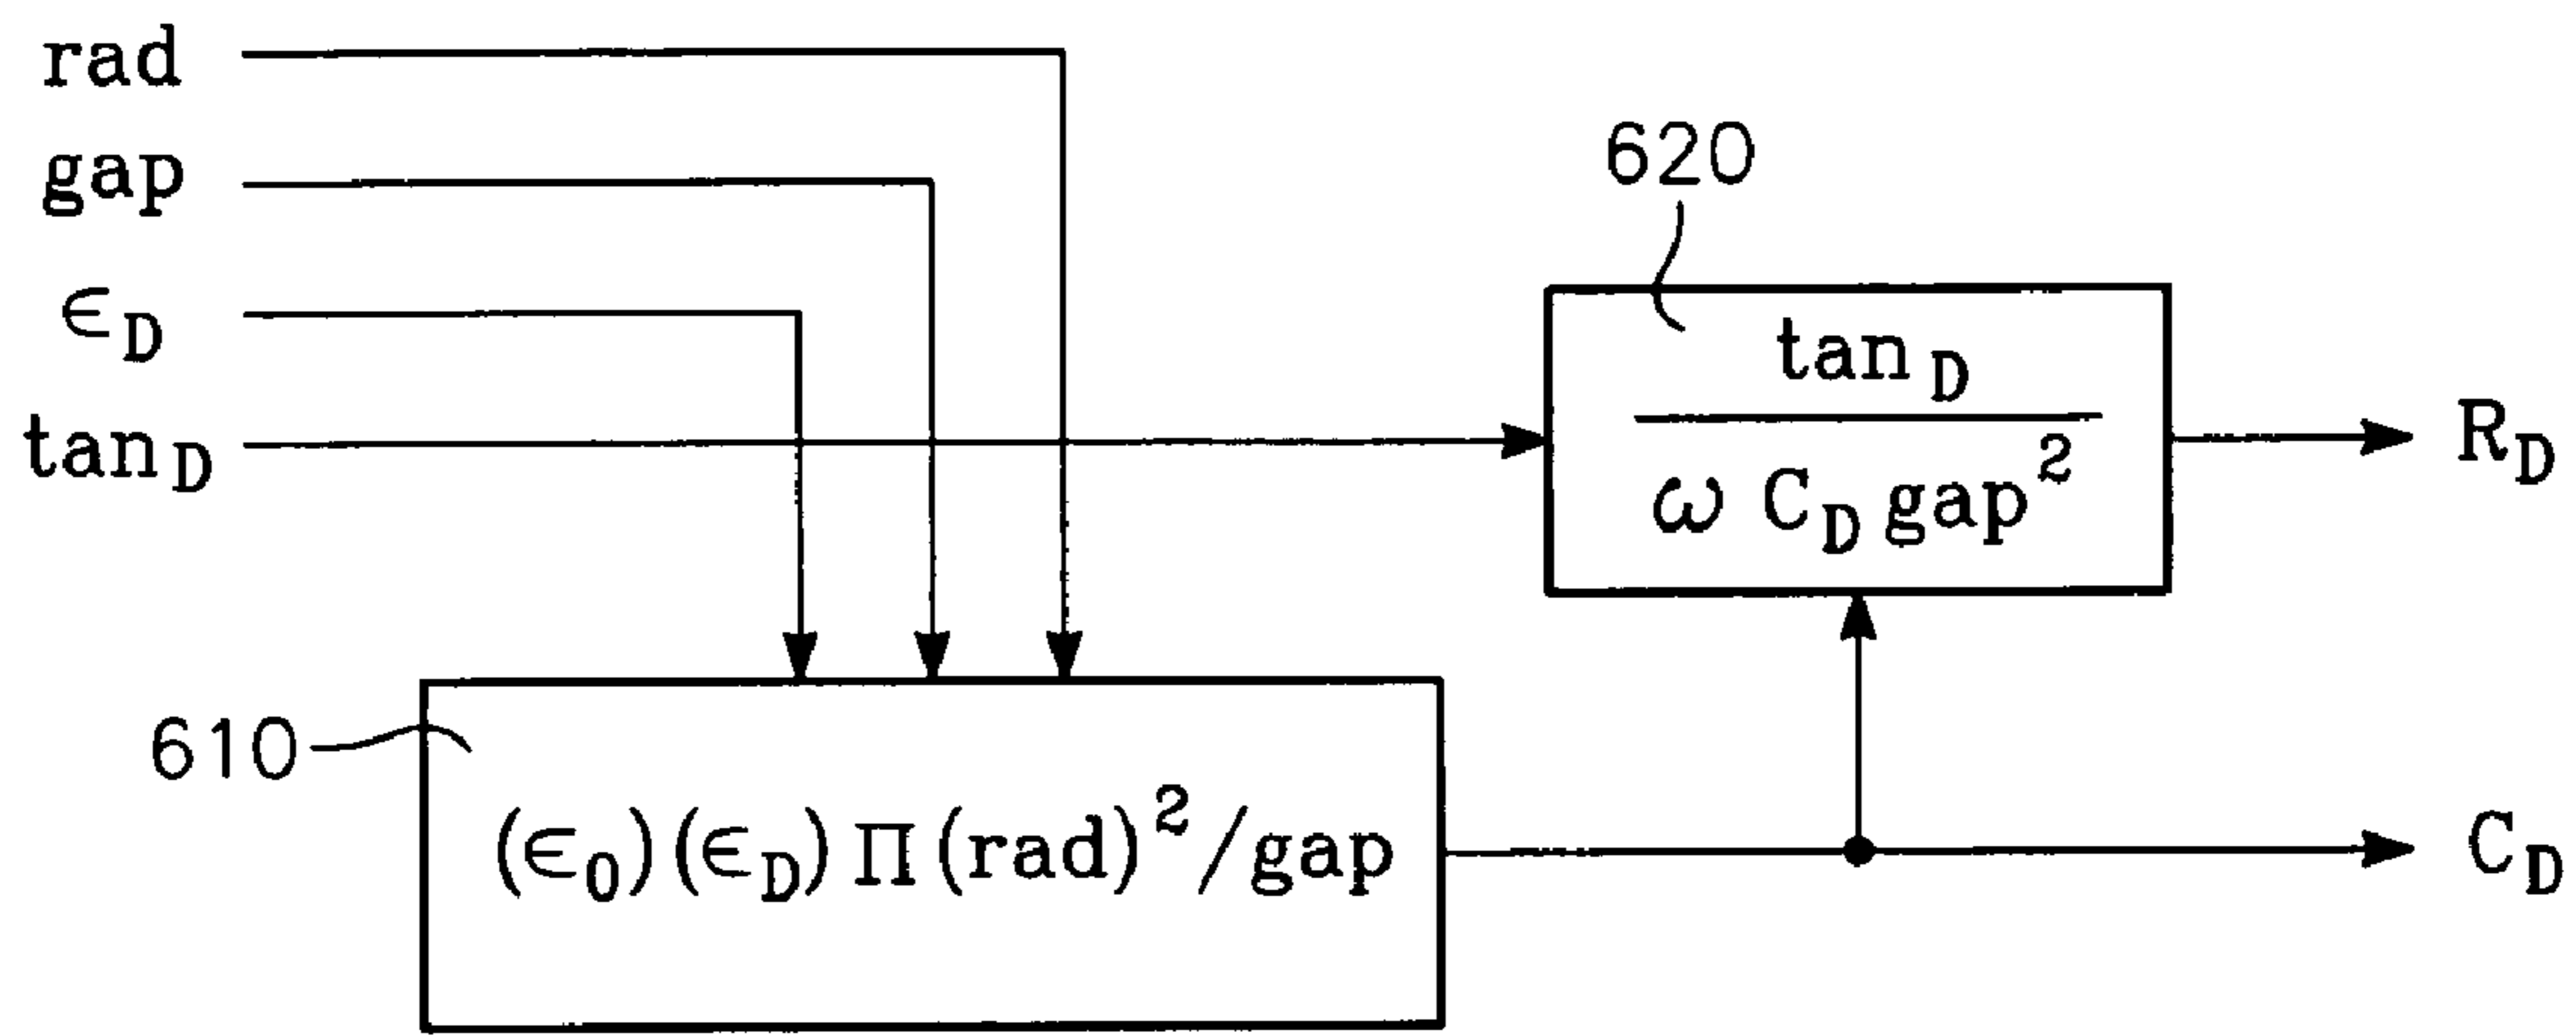 rad
gap
∈D
tanD
620
tanD
ω CD gap²
RD
610
(∈0)(∈D)Π(rad)²/gap
CD